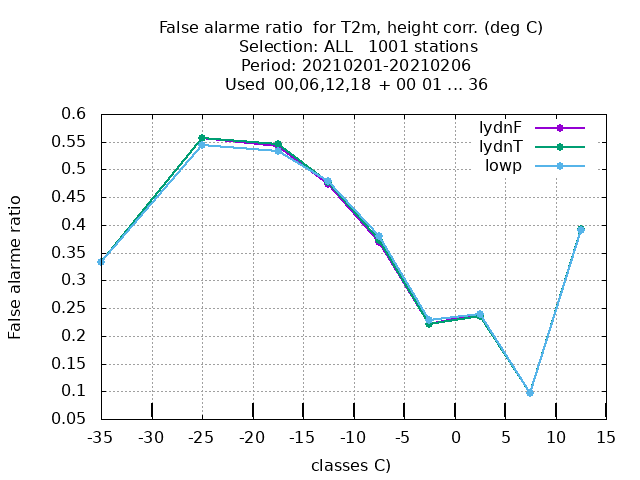 False alarme ratio  for T2m, height corr. (deg C)
Selection: ALL   1001 stations
Period: 20210201-20210206
Used  00,06,12,18 + 00 01 ... 36
0.6
0.55
0.5
0.45
0.4
0.35
0.3
0.25
0.2
0.15
0.1
0.05
False alarme ratio
lydnF
lydnT
lowp
-35 -30 -25 -20 -15 -10 -5 0 5 10 15
classes C)